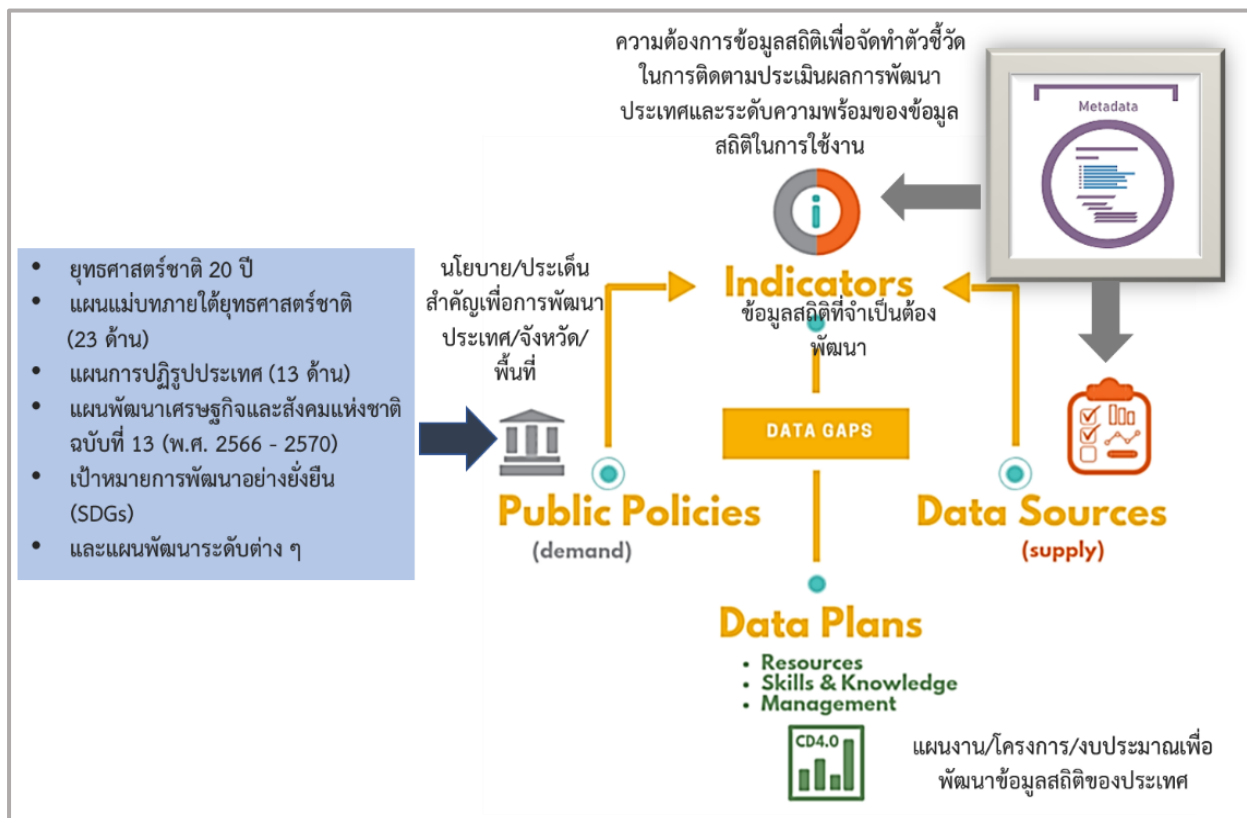 ความต้องการข้อมูลสถิติเพื่อจัดทำตัวชี้วัด
ในการติดตามประเมินผลการพัฒนา
ประเทศและระดับความพร้อมของข้อมูล
สถิติในการใช้งาน
Metadata
• ยุทธศาสตร์ชาติ 20 ปี
• แผนแม่บทภายใต้ยุทธศาสตร์ชาติ
(23 ด้าน)
• แผนการปฏิรูปประเทศ (13 ด้าน)
• แผนพัฒนาเศรษฐกิจและสังคมแห่งชาติ
ฉบับที่ 13 (พ.ศ. 2566 - 2570)
• เป้าหมายการพัฒนาอย่างยั่งยืน
(SDGs)
• และแผนพัฒนาระดับต่าง ๆ
นโยบาย/ประเด็น
สำคัญเพื่อการพัฒนา
ประเทศ/จังหวัด/
พื้นที่
i
Indicators
ข้อมูลสถิติที่จำเป็นต้อง
พัฒนา
DATA GAPS
Public Policies
(demand)
Data Sources
(supply)
Data Plans
• Resources
• Skills & Knowledge
• Management
CD4.0
แผนงาน/โครงการ/งบประมาณเพื่อ
พัฒนาข้อมูลสถิติของประเทศ